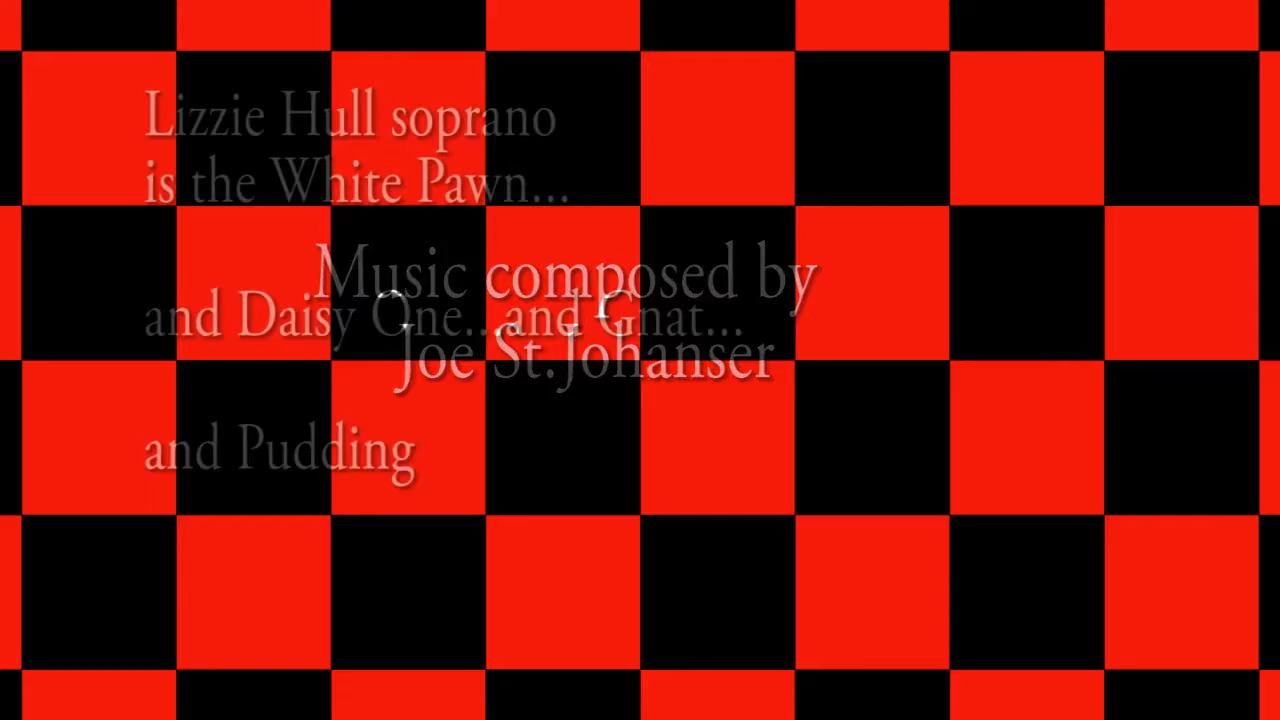 Lizzie Hull soprano
is the White Pawn...
Music composed by
and Daisy One...and Gnat...
Joe St.Johanser
and Pudding